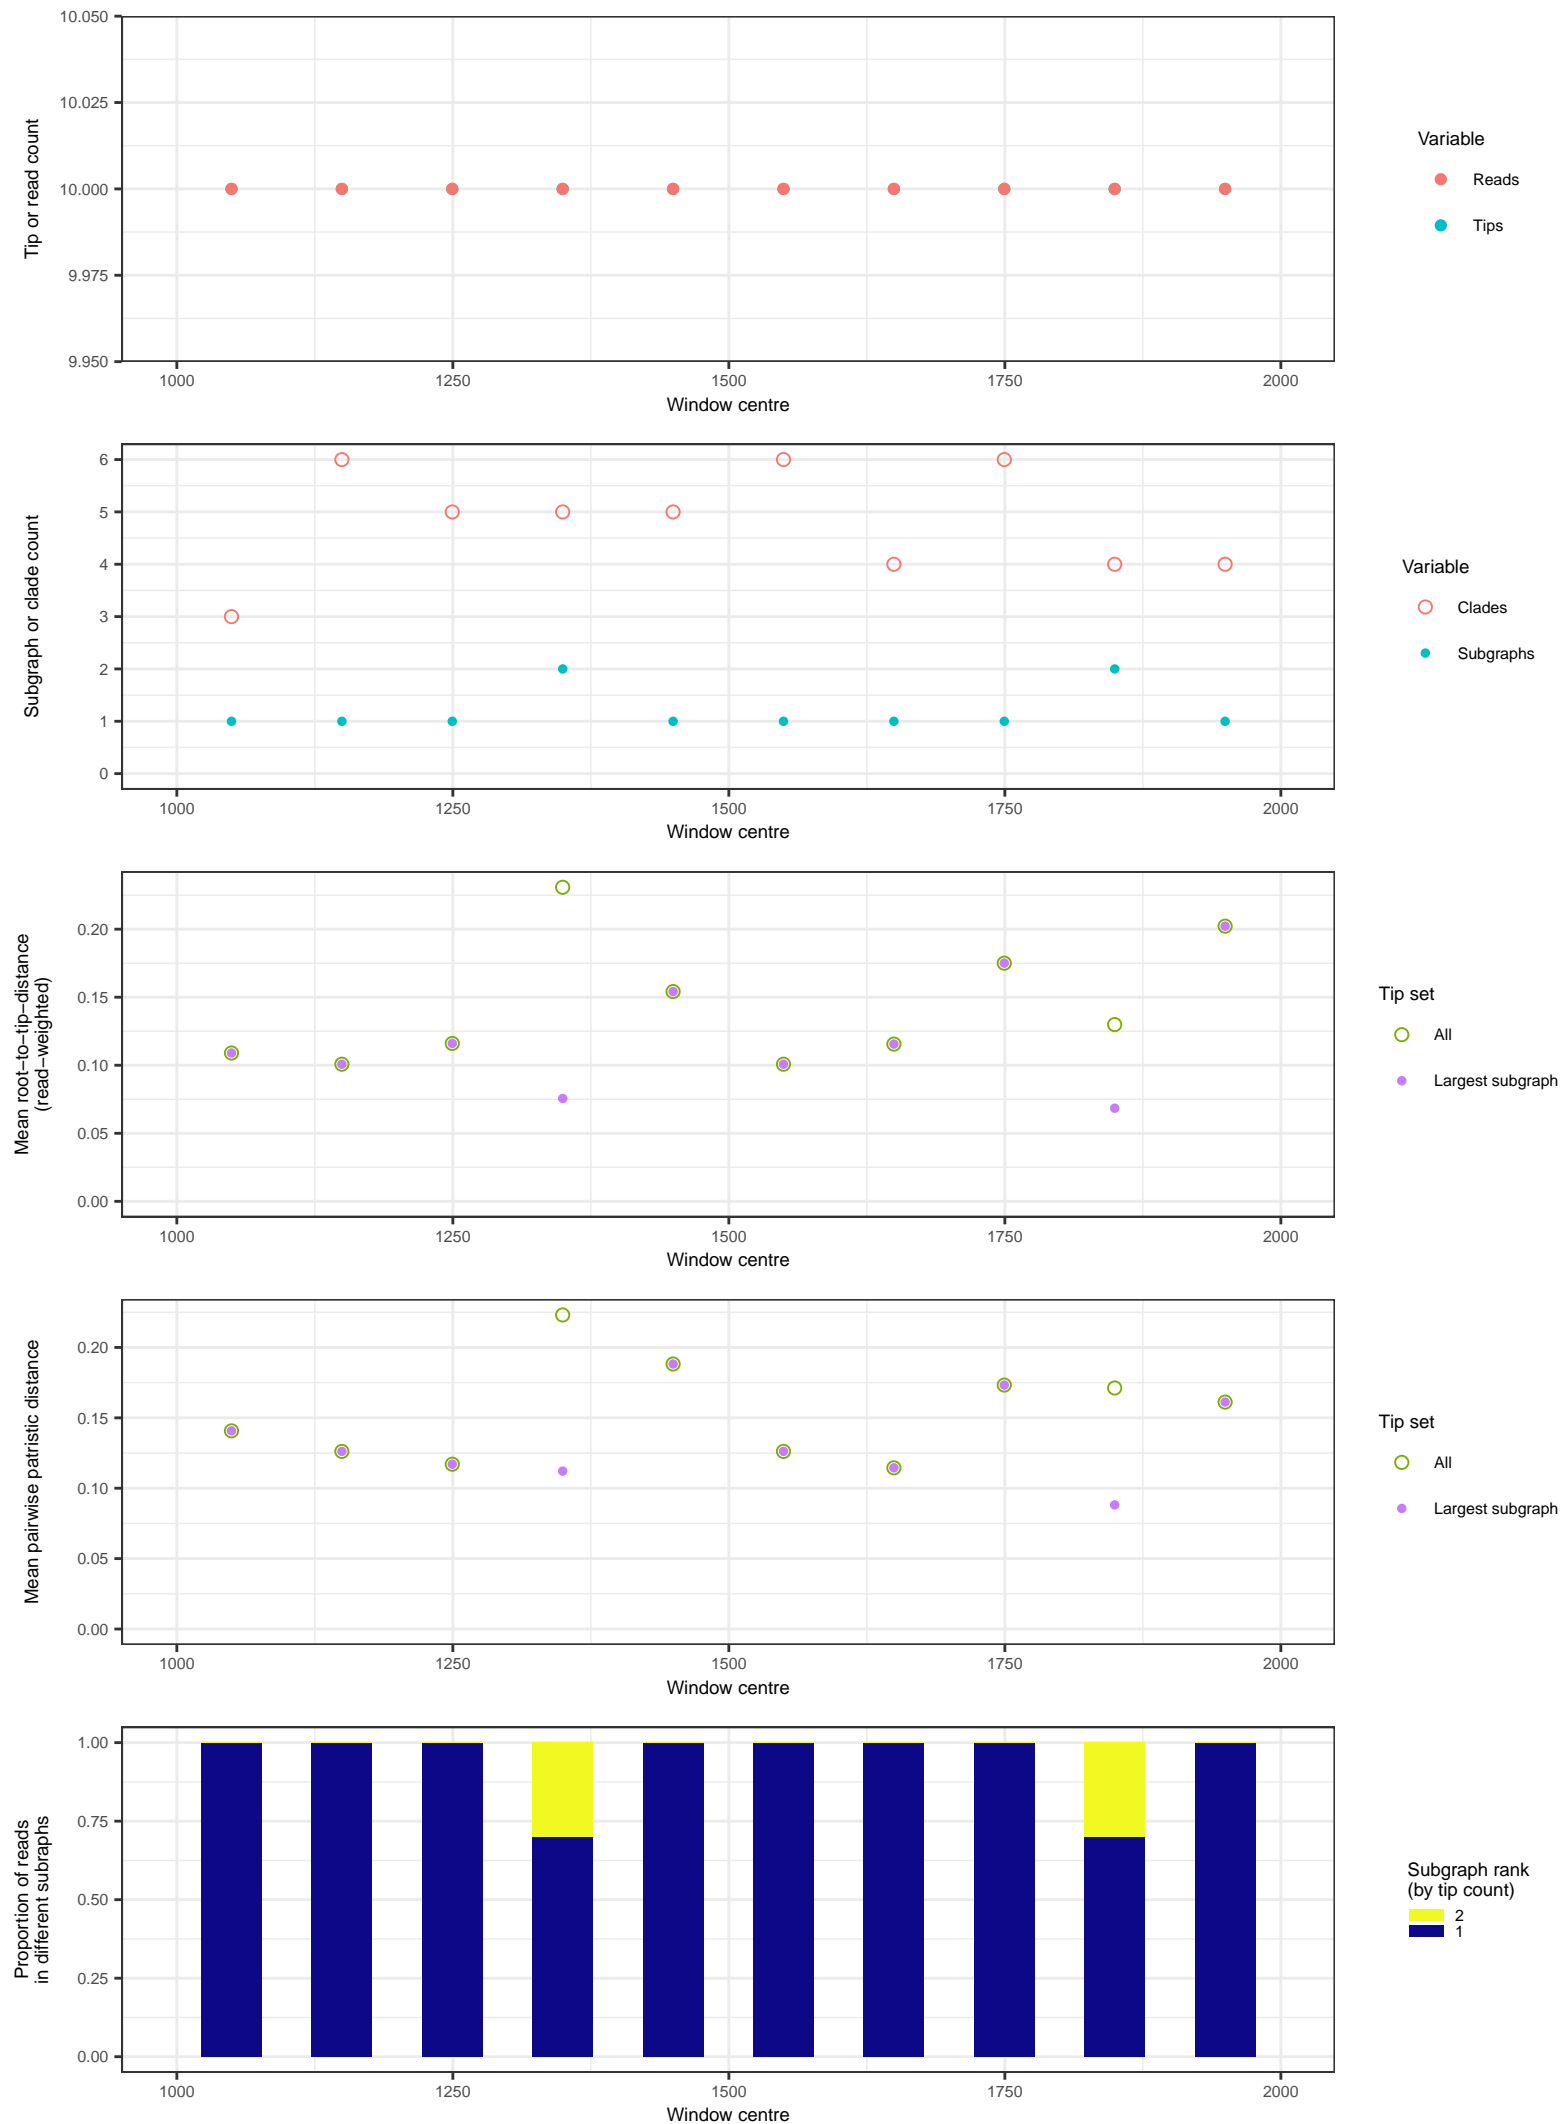 10.050
10.025
10.000
9.975
9.950
Tip or read count
1000 1250 1500 1750 2000
Window centre
Variable
Reads
Tips
6
5
4
3
2
1
0
Subgraph or clade count
1000 1250 1500 1750 2000
Window centre
Variable
Clades
Subgraphs
0.20
0.15
0.10
0.05
0.00
Mean root−to−tip−distance
(read−weighted)
1000 1250 1500 1750 2000
Window centre
Tip set
All
Largest subgraph
0.20
0.15
0.10
0.05
0.00
Mean pairwise patristic distance
1000 1250 1500 1750 2000
Window centre
Tip set
All
Largest subgraph
1.00
0.75
0.50
0.25
0.00
Proportion of reads
in different subraphs
1000 1250 1500 1750 2000
Window centre
Subgraph rank
(by tip count)
2
1